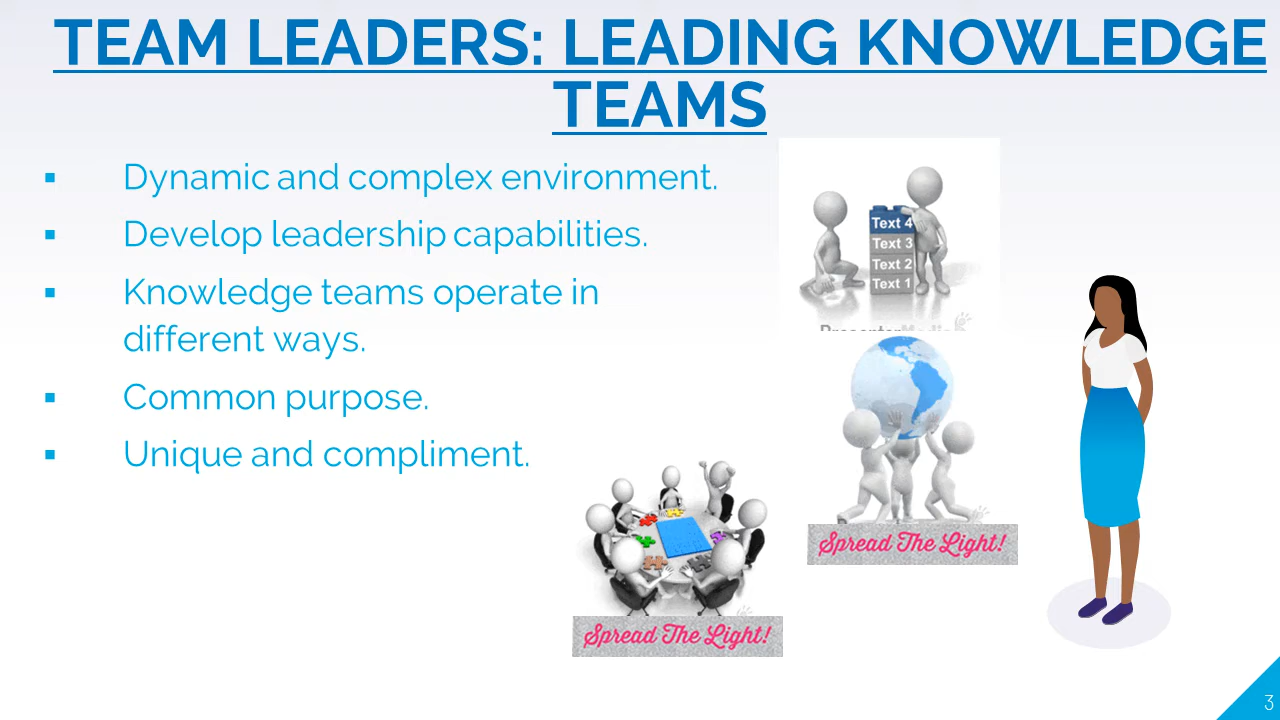 TEAM LEADERS: LEADING KNOWLEDGE
TEAMS
▪ Dynamic and complex environment.
▪ Develop leadership capabilities.
▪ Knowledge teams operate in
different ways.
▪ Common purpose.
▪ Unique and compliment.
Text 4
Text 3
Text 2
Text 1
Spread The Light!
Spread The Light!
3